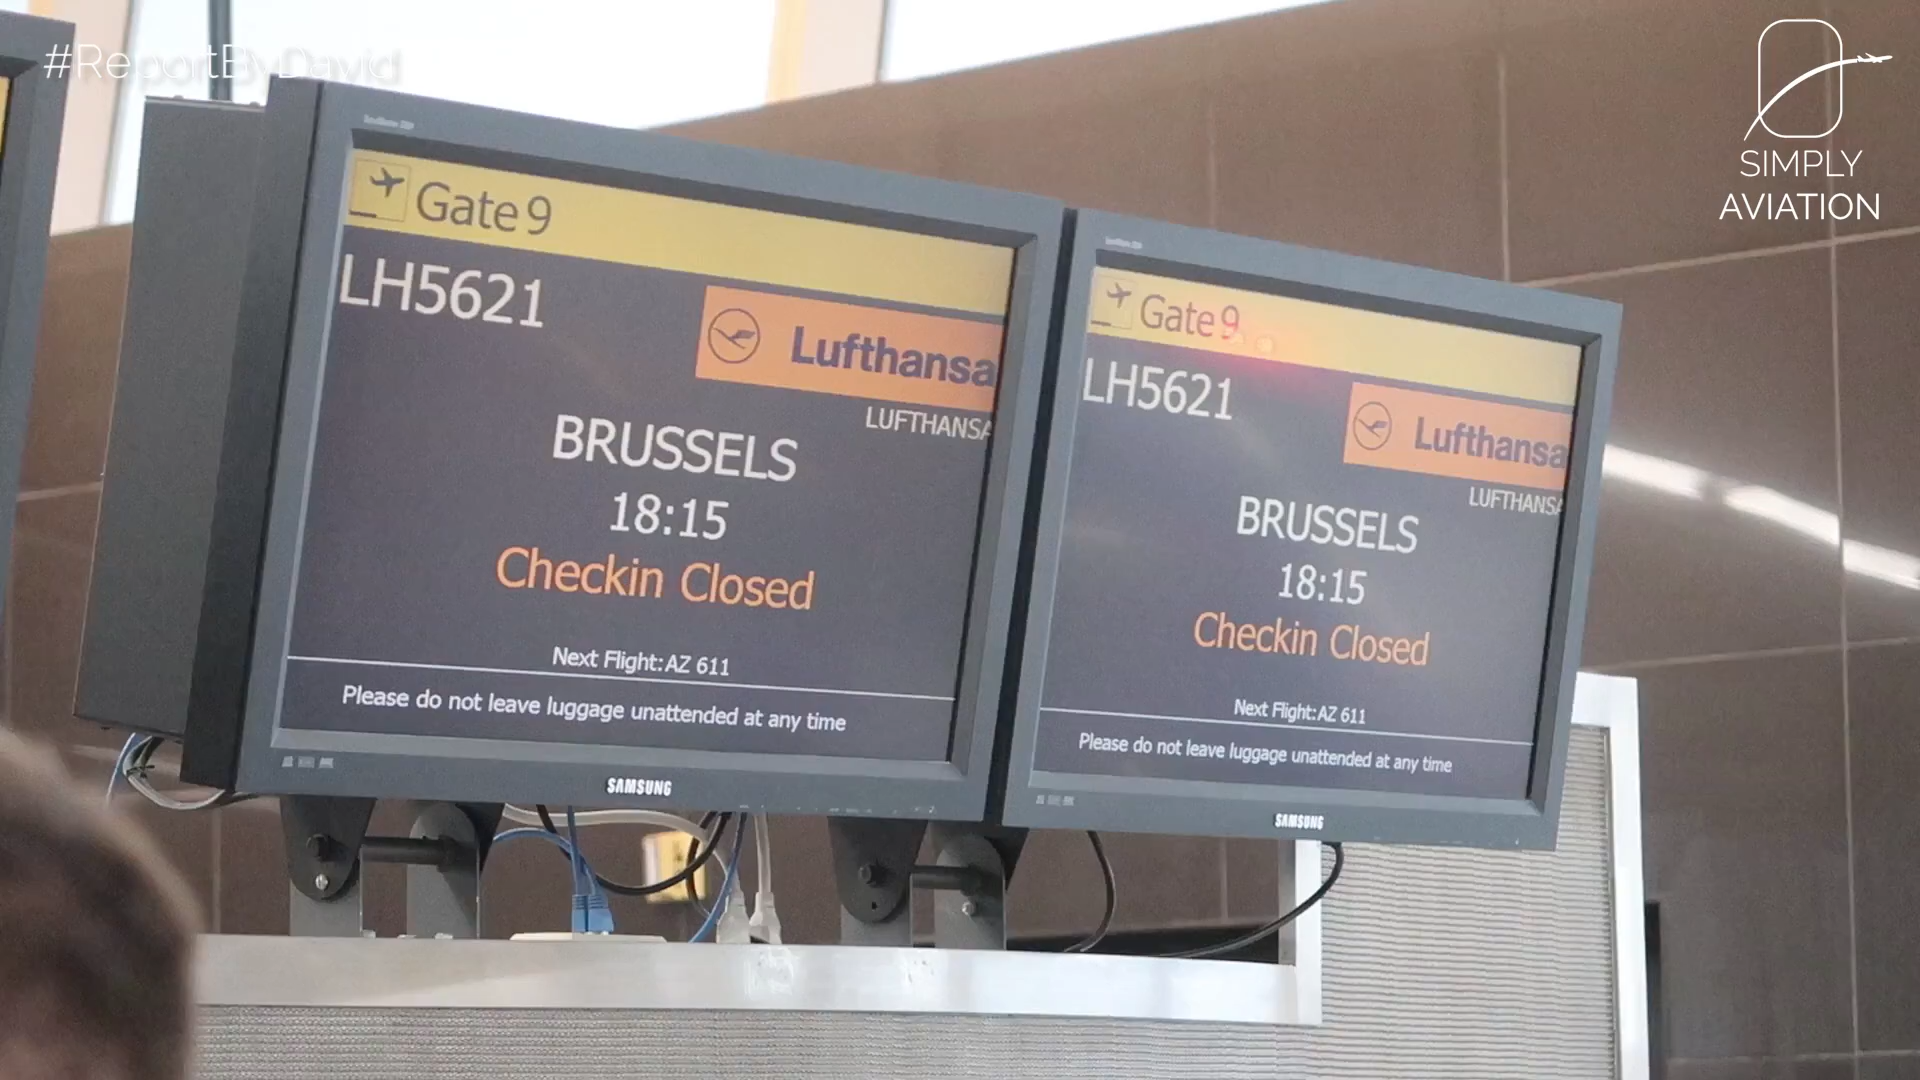 #ReportByDavid
SIMPLY
AVIATION
Gate 9
LH5621
Lufthansa
LUFTHANSA
BRUSSELS
18:15
Checkin Closed
Next Flight:AZ 611
Please do not leave luggage unattended at any time
SAMSUNG
Gate 9
LH5621
Lufthansa
LUFTHANSA
BRUSSELS
18:15
Checkin Closed
Next Flight:AZ 611
Please do not leave luggage unattended at any time
SAMSUNG